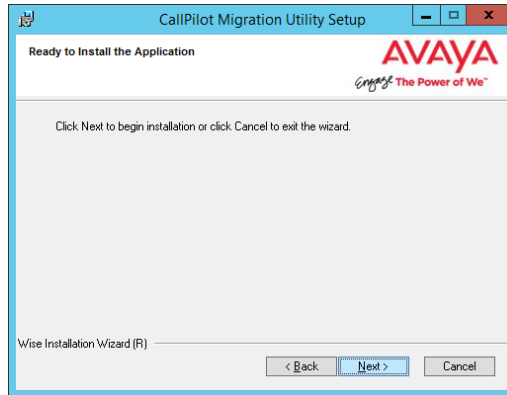 CallPilot Migration Utility Setup
Ready to Install the Application
AVAYA
Engage The Power of We™
Click Next to begin installation or click Cancel to exit the wizard.
Wise Installation Wizard (R)
< Back
Next >
Cancel